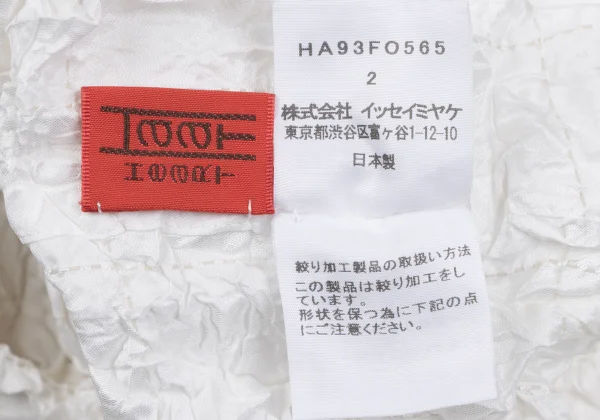 HaaT
HEART
HA93FO565
2
株式会社 イッセイミヤケ
東京都渋谷区富ヶ谷1-12-10
日本製
絞り加工製品の取扱い方法
この製品は絞り加工をし
ています。
形状を保つ為に下記の点
にご注意ください。